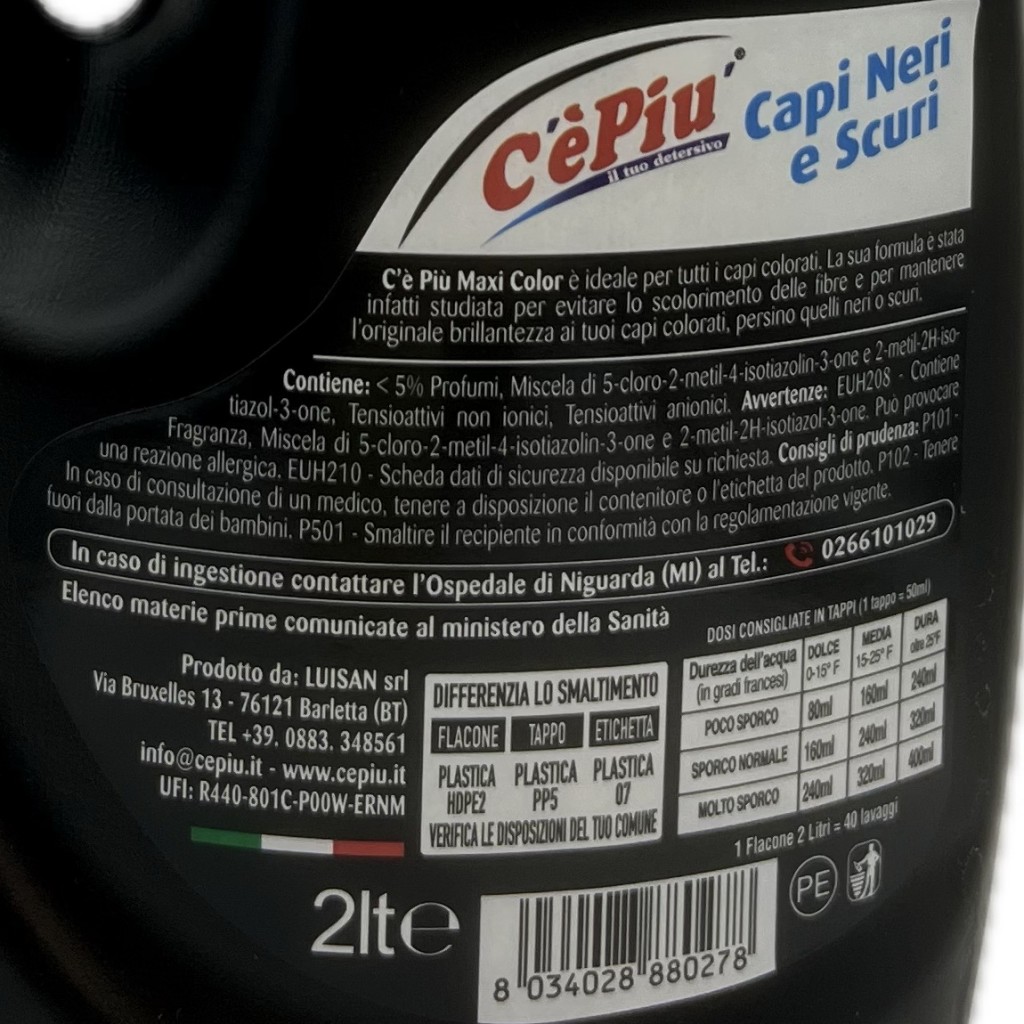 C'èPiu'
il tuo detersivo
Capi Neri
e Scuri
C'è Più Maxi Color è ideale per tutti i capi colorati. La sua formula è stata
infatti studiata per evitare lo scolorimento delle fibre e per mantenere
l'originale brillantezza ai tuoi capi colorati, persino quelli neri o scuri.
Contiene: < 5% Profumi, Miscela di 5-cloro-2-metil-4-isotiazolin-3-one e 2-metil-2H-iso-
tiazol-3-one, Tensioattivi non ionici, Tensioattivi anionici. Avvertenze: EUH208 - Contiene
Fragranza, Miscela di 5-cloro-2-metil-4-isotiazolin-3-one e 2-metil-2H-isotiazol-3-one. Può provocare
una reazione allergica. EUH210 - Scheda dati di sicurezza disponibile su richiesta. Consigli di prudenza: P101 -
In caso di consultazione di un medico, tenere a disposizione il contenitore o l'etichetta del prodotto. P102 - Tenere
fuori dalla portata dei bambini. P501 - Smaltire il recipiente in conformità con la regolamentazione vigente.
In caso di ingestione contattare l'Ospedale di Niguarda (MI) al Tel.: 0266101029
Elenco materie prime comunicate al ministero della Sanità
Prodotto da: LUISAN srl
Via Bruxelles 13 - 76121 Barletta (BT)
TEL +39. 0883. 348561
info@cepiu.it - www.cepiu.it
UFI: R440-801C-P00W-ERNM
DIFFERENZIA LO SMALTIMENTO
FLACONE TAPPO ETICHETTA
PLASTICA PLASTICA PLASTICA
HDPE2 PP5 07
VERIFICA LE DISPOSIZIONI DEL TUO COMUNE
DOSI CONSIGLIATE IN TAPPI (1 tappo = 50ml)
Durezza dell'acqua DOLCE MEDIA DURA
(in gradi francesi) 0-15° F 15-25° F oltre 25°F
POCO SPORCO 80ml 160ml 240ml
SPORCO NORMALE 160ml 240ml 320ml
MOLTO SPORCO 240ml 320ml 400ml
1 Flacone 2 Litri = 40 lavaggi
2lt e
PE
8 034028 880278